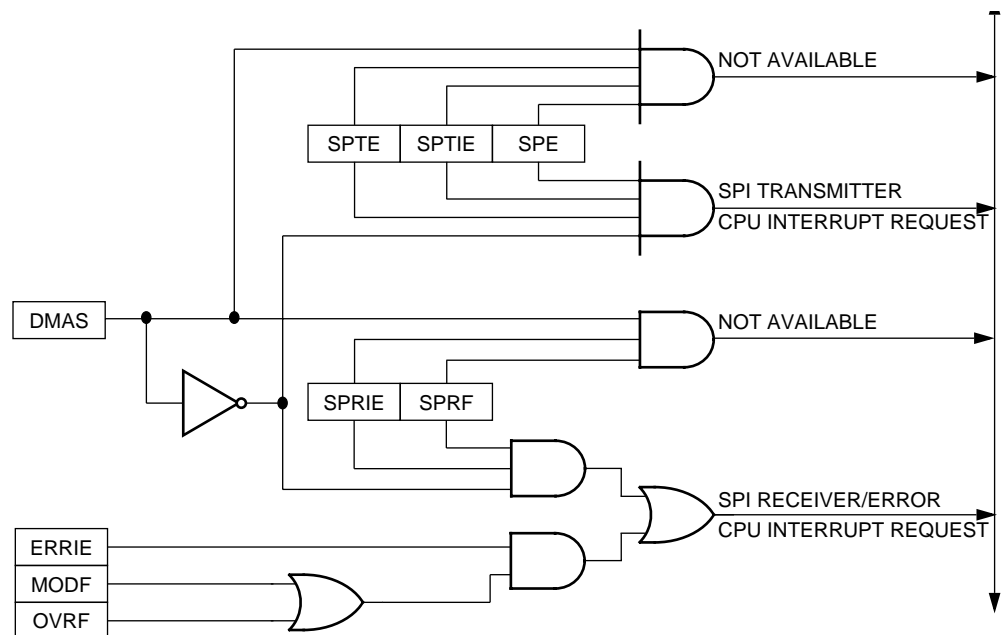 NOT AVAILABLE
SPTE SPTIE SPE
SPI TRANSMITTER
CPU INTERRUPT REQUEST
DMAS
NOT AVAILABLE
SPRIE SPRF
SPI RECEIVER/ERROR
CPU INTERRUPT REQUEST
ERRIE
MODF
OVRF